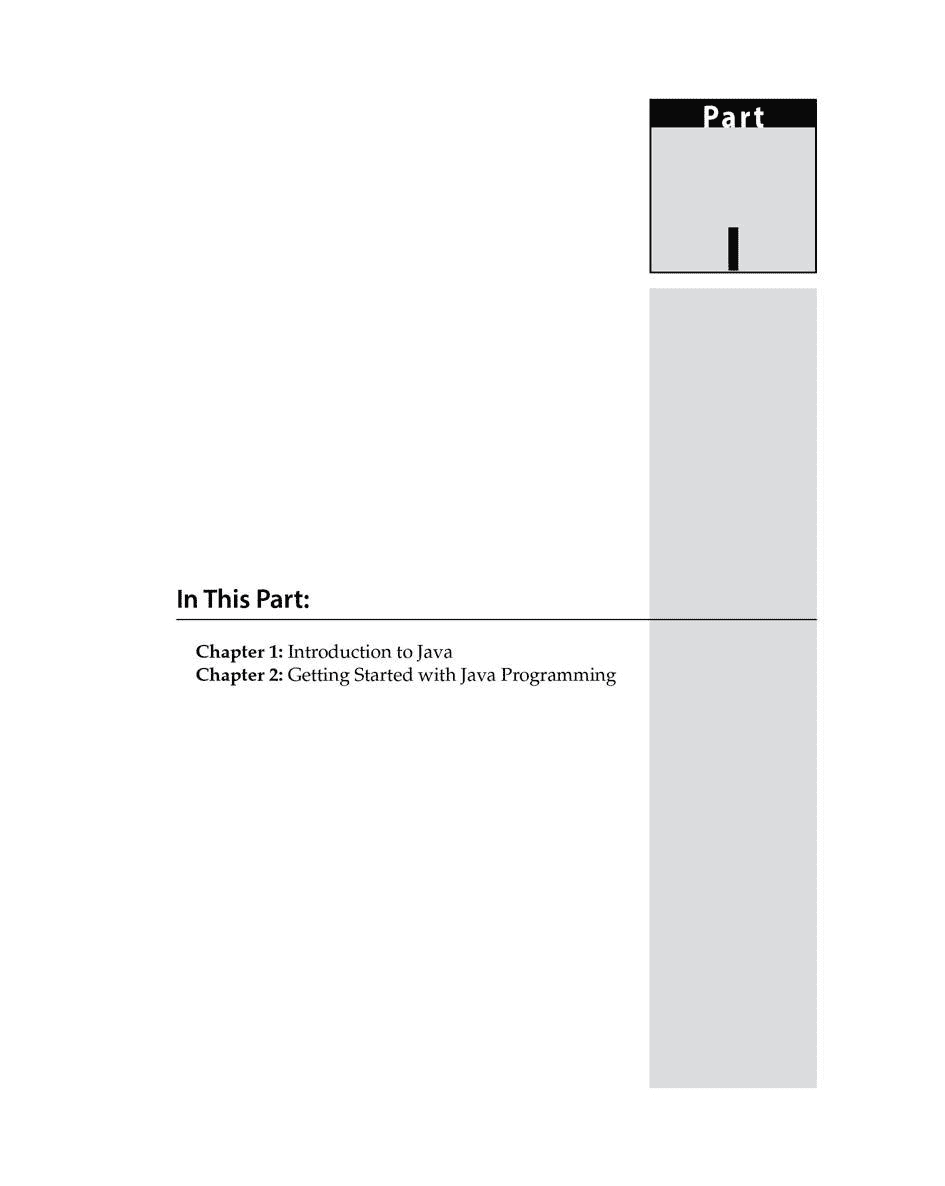 Part
I
In This Part:
Chapter 1: Introduction to Java
Chapter 2: Getting Started with Java Programming